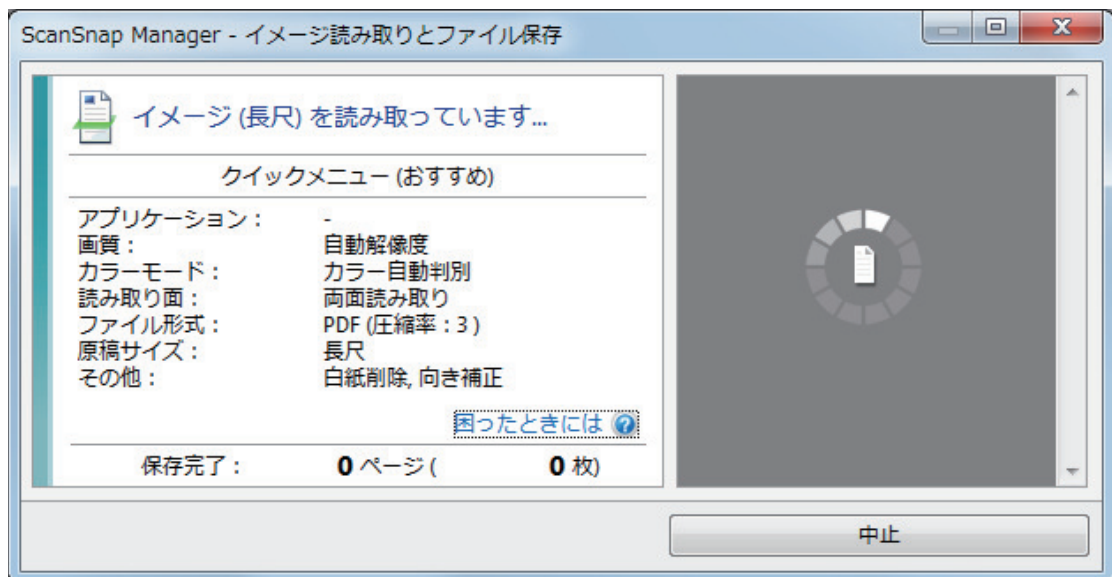 ScanSnap Manager - イメージ読み取りとファイル保存
イメージ (長尺) を読み取っています...
クイックメニュー (おすすめ)
アプリケーション : -
画質 : 自動解像度
カラーモード : カラー自動判別
読み取り面 : 両面読み取り
ファイル形式 : PDF (圧縮率 : 3 )
原稿サイズ : 長尺
その他 : 白紙削除, 向き補正
困ったときには ?
保存完了 : 0 ページ ( 0 枚)
中止